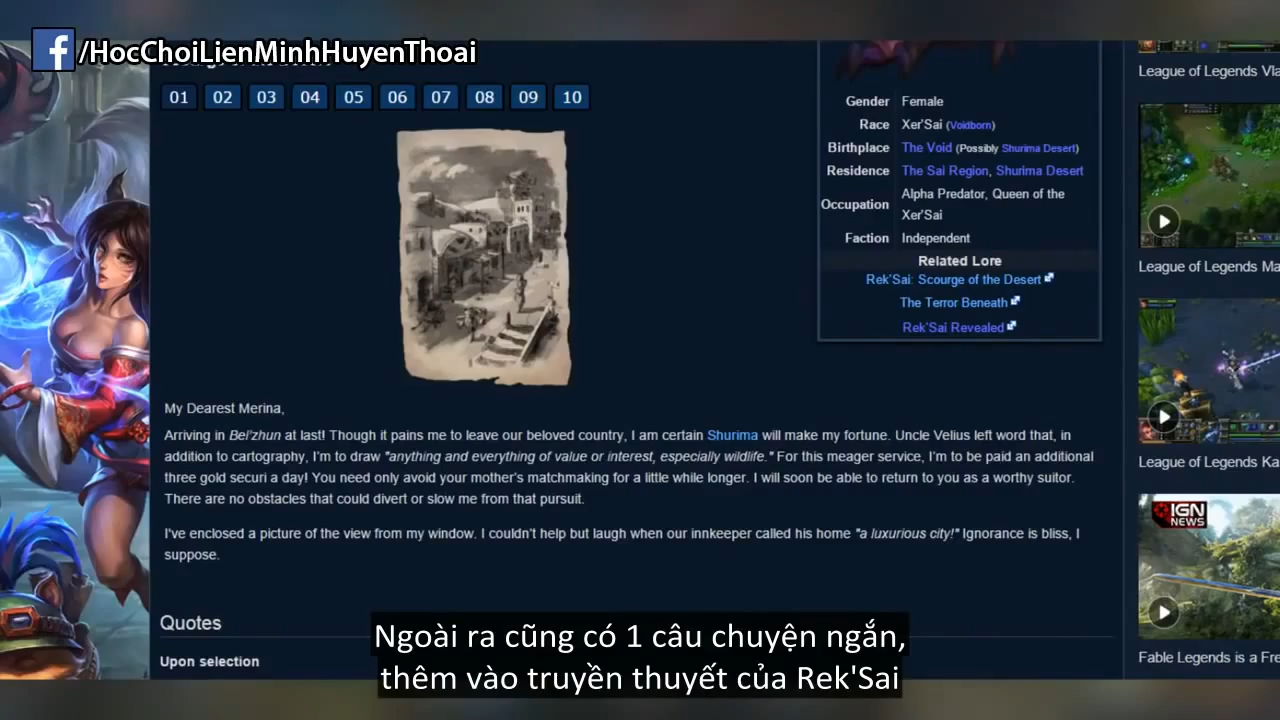 /HocChoiLienMinhHuyenThoai
01 02 03 04 05 06 07 08 09 10
Gender Female
Race Xer'Sai (Voidborn)
Birthplace The Void (Possibly Shurima Desert)
Residence The Sai Region, Shurima Desert
Occupation Alpha Predator, Queen of the
Xer'Sai
Faction Independent
Related Lore
Rek'Sai: Scourge of the Desert
The Terror Beneath
Rek'Sai Revealed
My Dearest Merina,
Arriving in Bel'zhun at last! Though it pains me to leave our beloved country, I am certain Shurima will make my fortune. Uncle Velius left word that, in
addition to cartography, I'm to draw "anything and everything of value or interest, especially wildlife." For this meager service, I'm to be paid an additional
three gold securi a day! You need only avoid your mother's matchmaking for a little while longer. I will soon be able to return to you as a worthy suitor.
There are no obstacles that could divert or slow me from that pursuit.
I've enclosed a picture of the view from my window. I couldn't help but laugh when our innkeeper called his home "a luxurious city!" Ignorance is bliss, I
suppose.
Quotes
Upon selection
League of Legends Vla
League of Legends Ma
League of Legends Ka
IGN
NEWS
Fable Legends is a Fre
Ngoài ra cũng có 1 câu chuyện ngắn,
thêm vào truyền thuyết của Rek'Sai